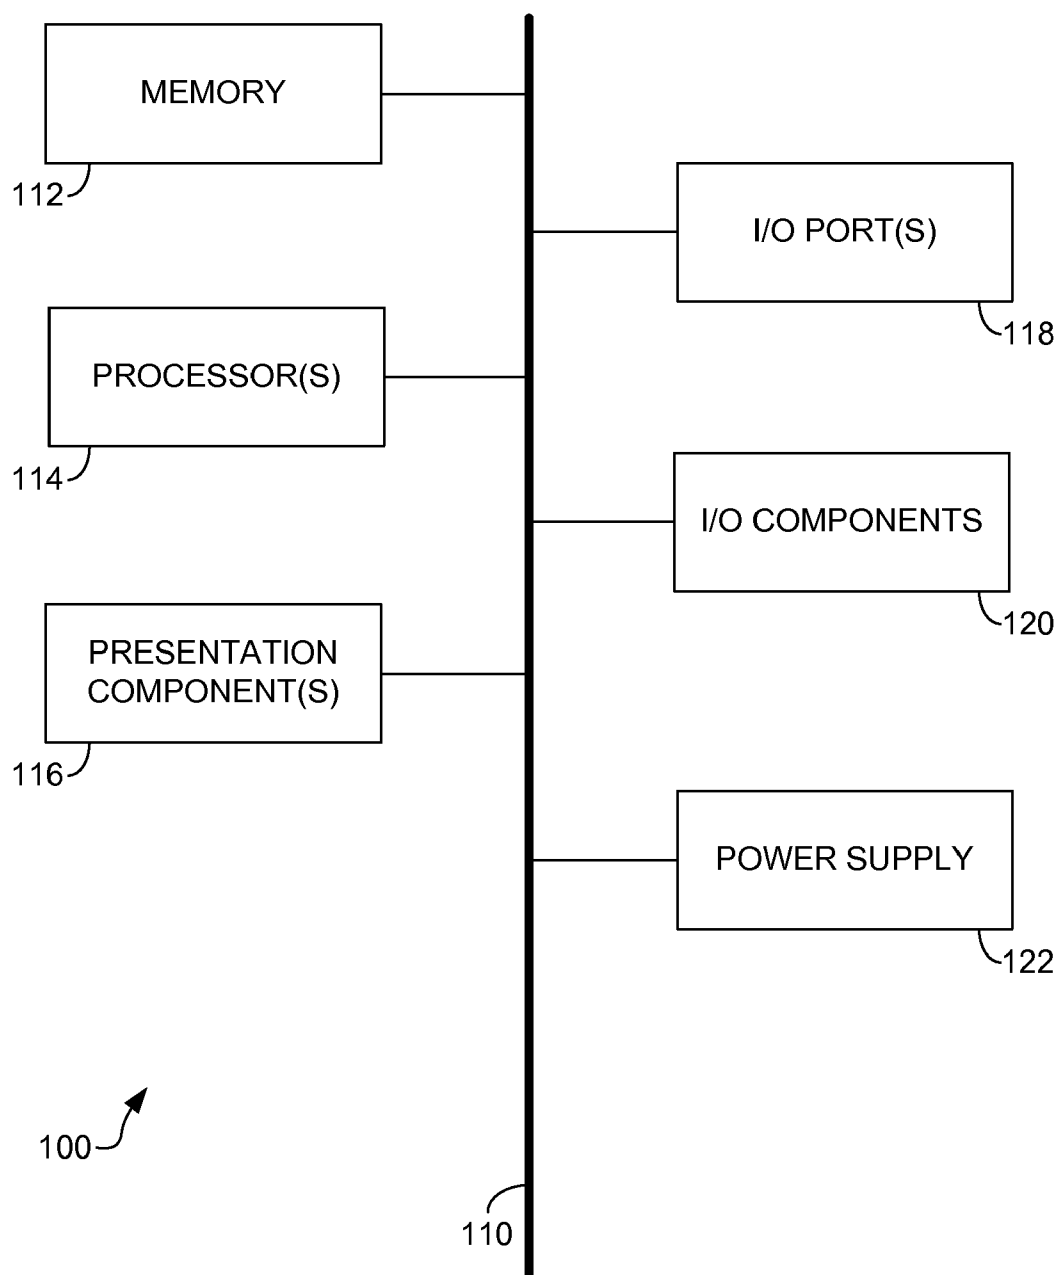 MEMORY
112
I/O PORT(S)
118
PROCESSOR(S)
114
I/O COMPONENTS
120
PRESENTATION
COMPONENT(S)
116
POWER SUPPLY
122
100
110